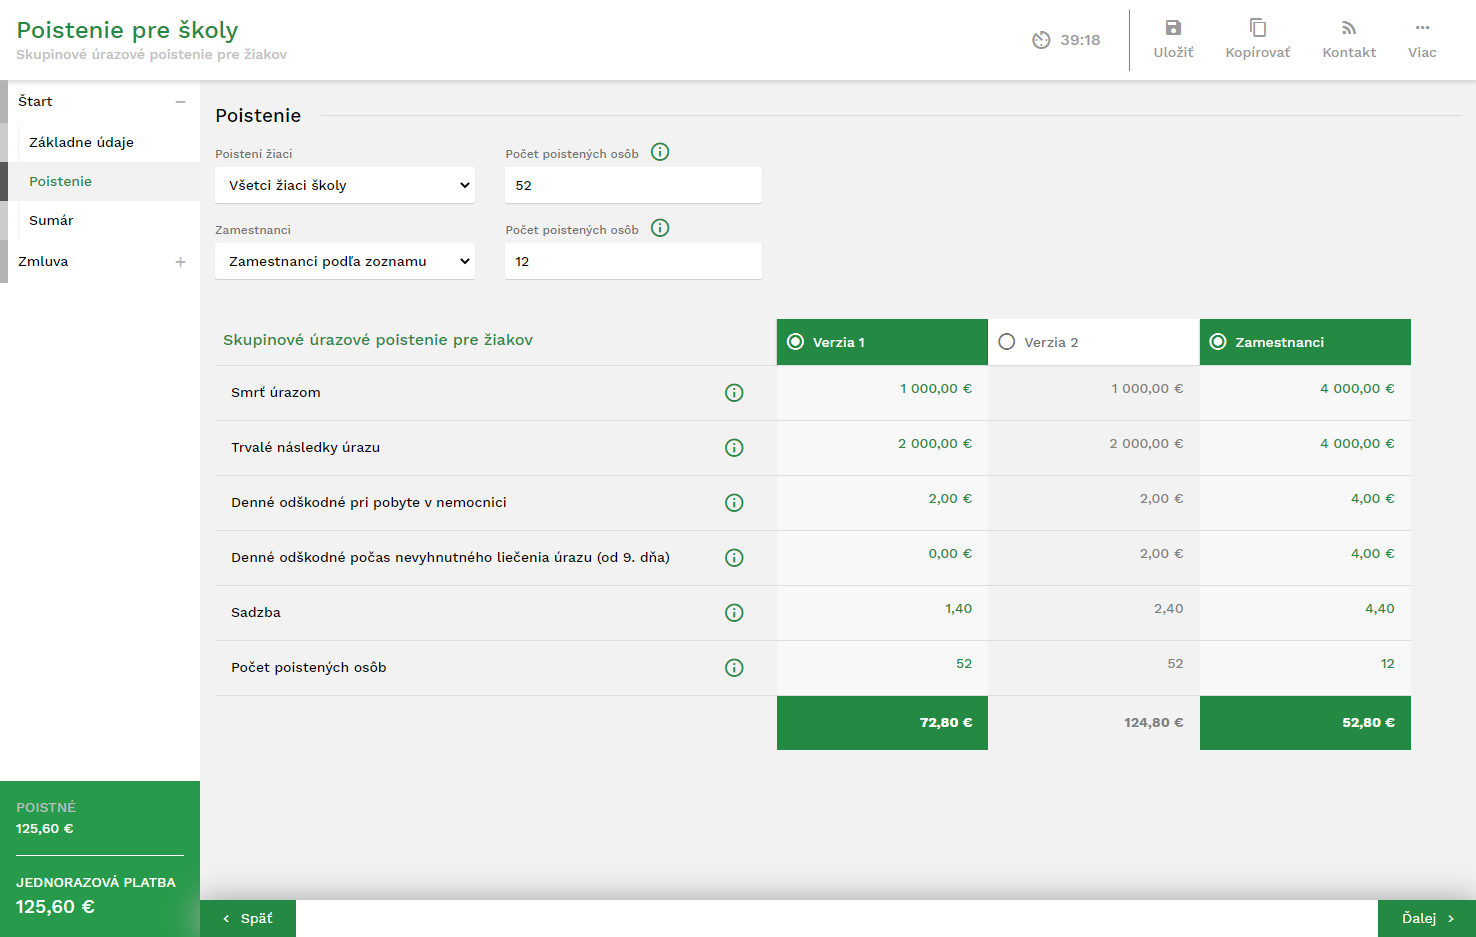 Poistenie pre školy
Skupinové úrazové poistenie pre žiakov
39:18
Uložiť
Kopírovať
Kontakt
Viac
Štart
Základne údaje
Poistenie
Sumár
Zmluva
Poistenie
Poistení žiaci
Počet poistených osôb
Všetci žiaci školy
52
Zamestnanci
Počet poistených osôb
Zamestnanci podľa zoznamu
12
Skupinové úrazové poistenie pre žiakov
Verzia 1
Verzia 2
Zamestnanci
Smrť úrazom
1 000,00 €
1 000,00 €
4 000,00 €
Trvalé následky úrazu
2 000,00 €
2 000,00 €
4 000,00 €
Denné odškodné pri pobyte v nemocnici
2,00 €
2,00 €
4,00 €
Denné odškodné počas nevyhnutného liečenia úrazu (od 9. dňa)
0,00 €
2,00 €
4,00 €
Sadzba
1,40
2,40
4,40
Počet poistených osôb
52
52
12
72,80 €
124,80 €
52,80 €
POISTNÉ
125,60 €
JEDNORAZOVÁ PLATBA
125,60 €
Späť
Ďalej